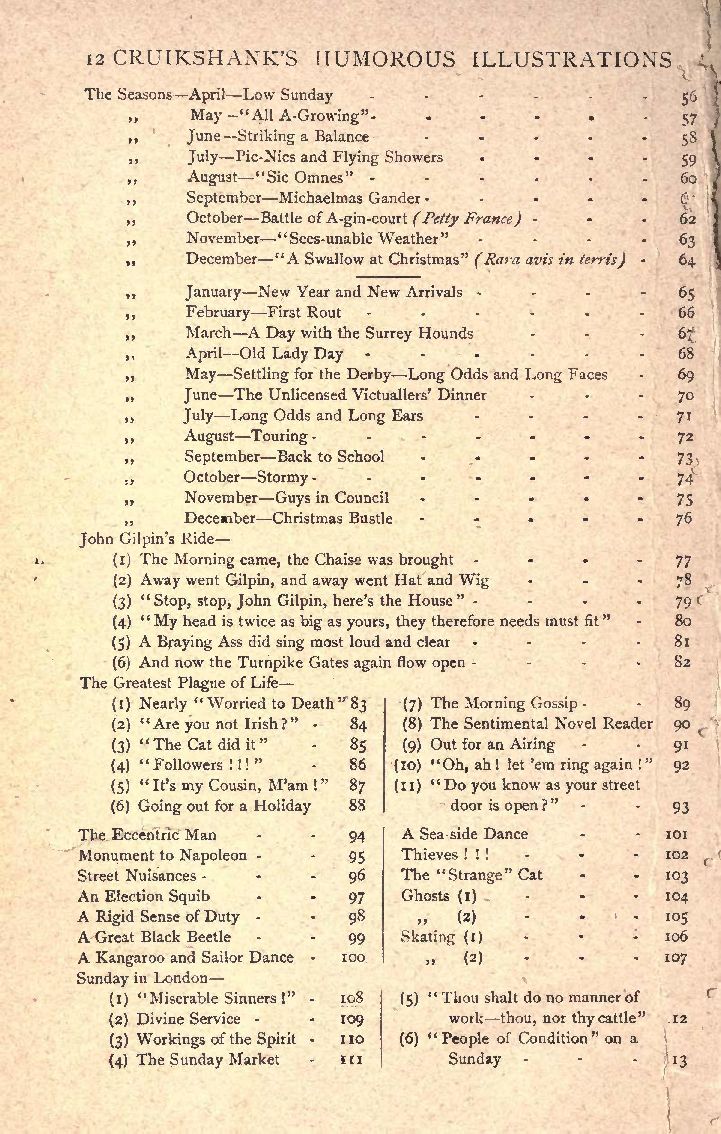 12 CRUIKSHANK'S HUMOROUS ILLUSTRATIONS
The Seasons—April—Low Sunday - - - - - - 56
„ May—"All A-Growing" - - - - - - 57
„ June—Striking a Balance - - - - - 58
„ July—Pic-Nics and Flying Showers - - - - 59
„ August—"Sic Omnes" - - - - - - 60
„ September—Michaelmas Gander - - - - -
„ October—Battle of A-gin-court (Petty France) - - - 62
„ November—"Sees-unable Weather" - - - - 63
„ December—"A Swallow at Christmas" (Rara avis in terris) - 64
„ January—New Year and New Arrivals - - - - 65
„ February—First Rout - - - - - - 66
„ March—A Day with the Surrey Hounds - - - 67
„ April—Old Lady Day - - - - - - 68
„ May—Settling for the Derby—Long Odds and Long Faces - 69
„ June—The Unlicensed Victuallers' Dinner - - - 70
„ July—Long Odds and Long Ears - - - - 71
„ August—Touring - - - - - - - 72
„ September—Back to School - - - - - 73
„ October—Stormy - - - - - - - 74
„ November—Guys in Council - - - - - 75
„ December—Christmas Bustle - - - - - 76
John Gilpin's Ride—
(1) The Morning came, the Chaise was brought - - - - 77
(2) Away went Gilpin, and away went Hat and Wig - - - 78
(3) "Stop, stop, John Gilpin, here's the House" - - - - 79
(4) "My head is twice as big as yours, they therefore needs must fit" - 80
(5) A Braying Ass did sing most loud and clear - - - - 81
(6) And now the Turnpike Gates again flow open - - - - 82
The Greatest Plague of Life—
(1) Nearly "Worried to Death" 83
(2) "Are you not Irish?" - 84
(3) "The Cat did it" - 85
(4) "Followers ! ! ! " - 86
(5) "It's my Cousin, M'am !" 87
(6) Going out for a Holiday 88
(7) The Morning Gossip - - 89
(8) The Sentimental Novel Reader 90
(9) Out for an Airing - - 91
(10) "Oh, ah ! let 'em ring again !" 92
(11) "Do you know as your street
door is open?" - - 93
The Eccentric Man - - 94
Monument to Napoleon - - 95
Street Nuisances - - - 96
An Election Squib - - 97
A Rigid Sense of Duty - - 98
A Great Black Beetle - - 99
A Kangaroo and Sailor Dance - 100
A Sea-side Dance - - 101
Thieves ! ! ! - - - 102
The "Strange" Cat - - 103
Ghosts (1) - - - - 104
„ (2) - - - 105
Skating (1) - - - 106
„ (2) - - - 107
Sunday in London—
(1) "Miserable Sinners !" - 108
(2) Divine Service - - 109
(3) Workings of the Spirit - 110
(4) The Sunday Market - 111
(5) "Thou shalt do no manner of
work—thou, nor thy cattle" 12
(6) "People of Condition" on a
Sunday - - - 13